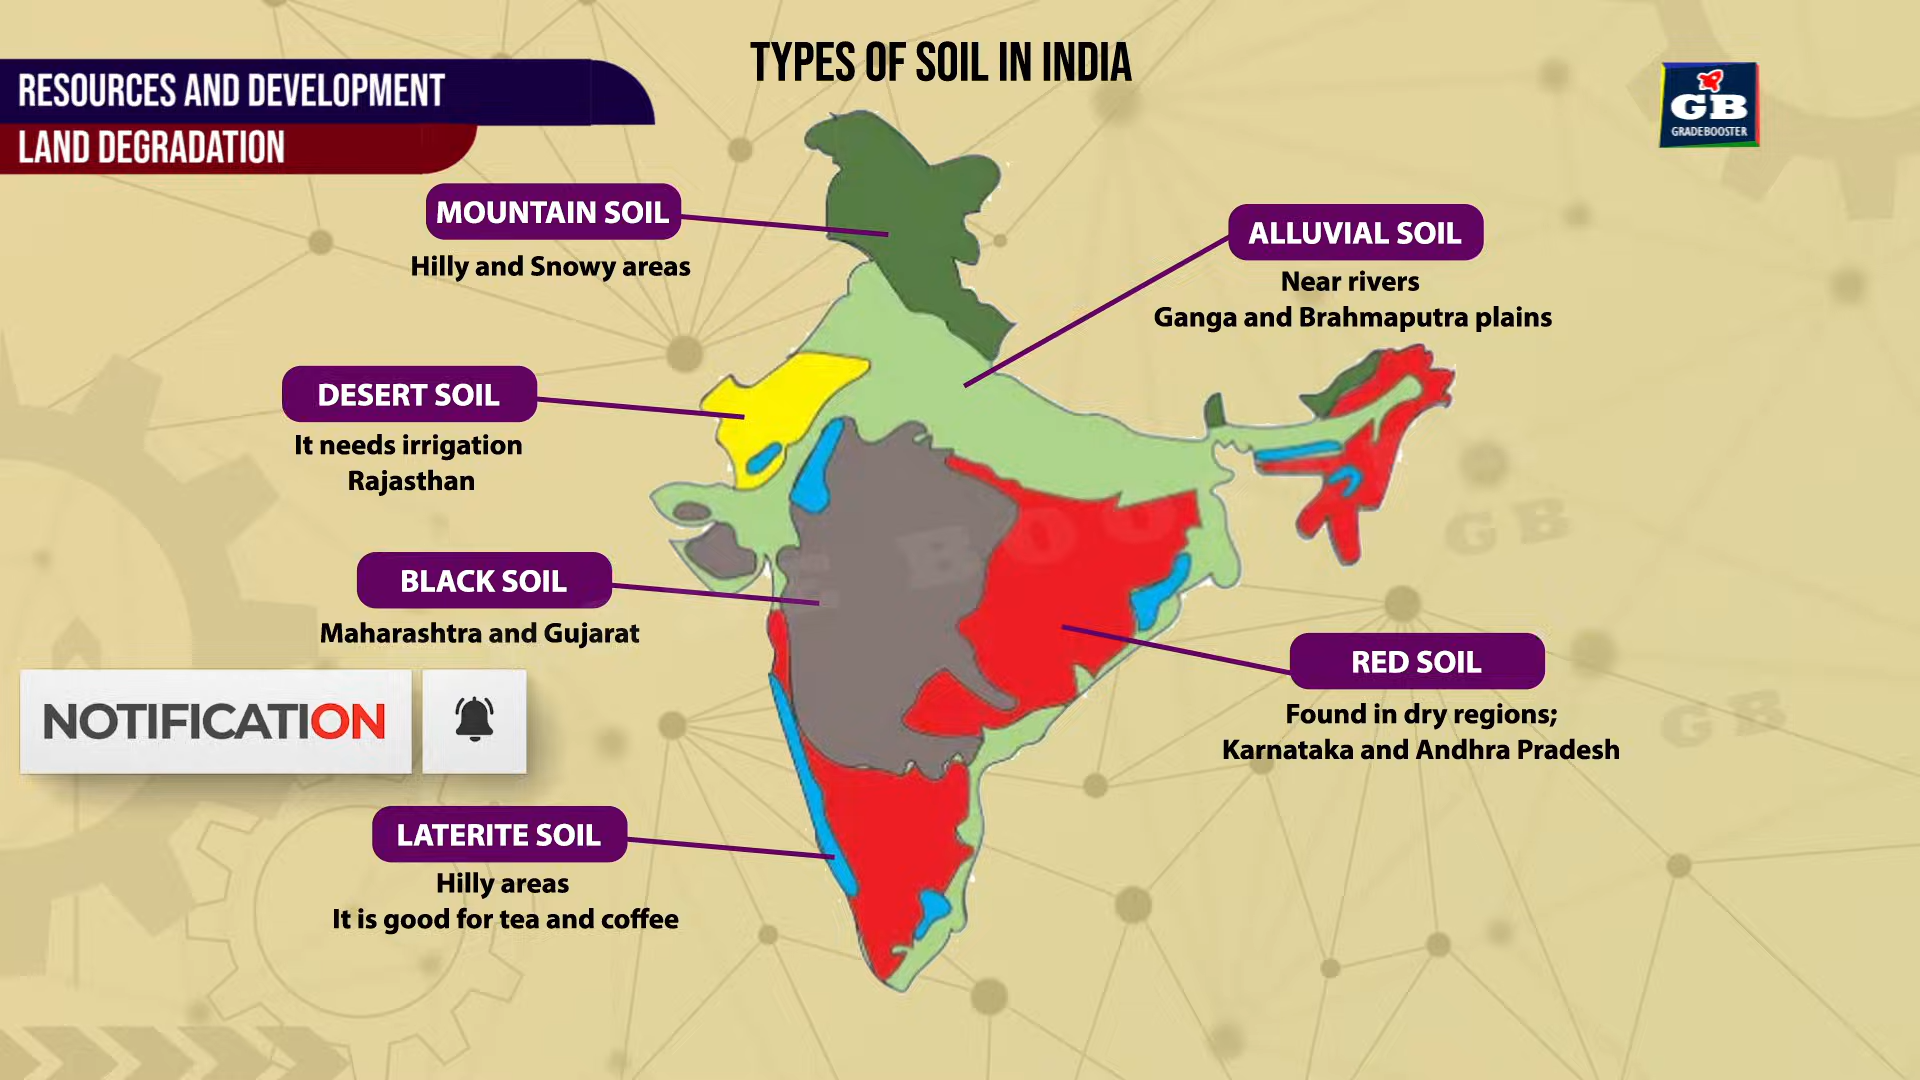 TYPES OF SOIL IN INDIA
RESOURCES AND DEVELOPMENT
LAND DEGRADATION
GB
GRADEBOOSTER
MOUNTAIN SOIL
Hilly and Snowy areas
ALLUVIAL SOIL
Near rivers
Ganga and Brahmaputra plains
DESERT SOIL
It needs irrigation
Rajasthan
BLACK SOIL
Maharashtra and Gujarat
RED SOIL
Found in dry regions;
Karnataka and Andhra Pradesh
NOTIFICATION
LATERITE SOIL
Hilly areas
It is good for tea and coffee
GB
GB